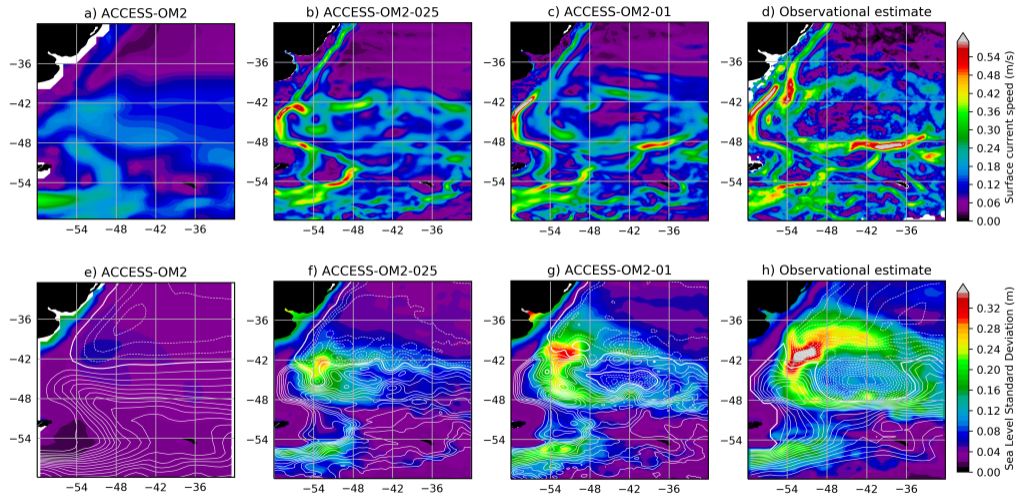 a) ACCESS-OM2
b) ACCESS-OM2-025
c) ACCESS-OM2-01
d) Observational estimate
−36
−42
−48
−54
−54 −48 −42 −36
−36
−42
−48
−54
−54 −48 −42 −36
−36
−42
−48
−54
−54 −48 −42 −36
−36
−42
−48
−54
−54 −48 −42 −36
0.54
0.48
0.42
0.36
0.30
0.24
0.18
0.12
0.06
0.00
Surface current speed (m/s)
e) ACCESS-OM2
f) ACCESS-OM2-025
g) ACCESS-OM2-01
h) Observational estimate
−36
−42
−48
−54
−54 −48 −42 −36
−36
−42
−48
−54
−54 −48 −42 −36
−36
−42
−48
−54
−54 −48 −42 −36
−36
−42
−48
−54
−54 −48 −42 −36
0.32
0.28
0.24
0.20
0.16
0.12
0.08
0.04
0.00
Sea Level Standard Deviation (m)